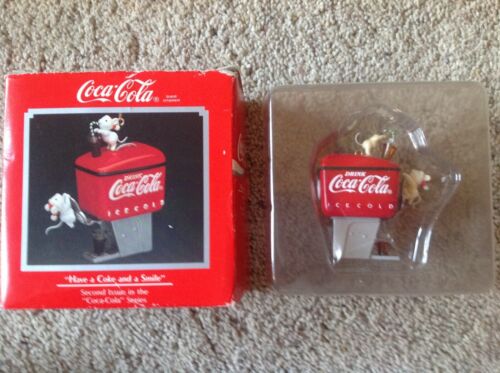 Coca-Cola®
DRINK
Coca-Cola
ICE COLD
"Have a Coke and a Smile"
Second Issue in the
"Coca-Cola" Series
DRINK
Coca-Cola
ICE COLD